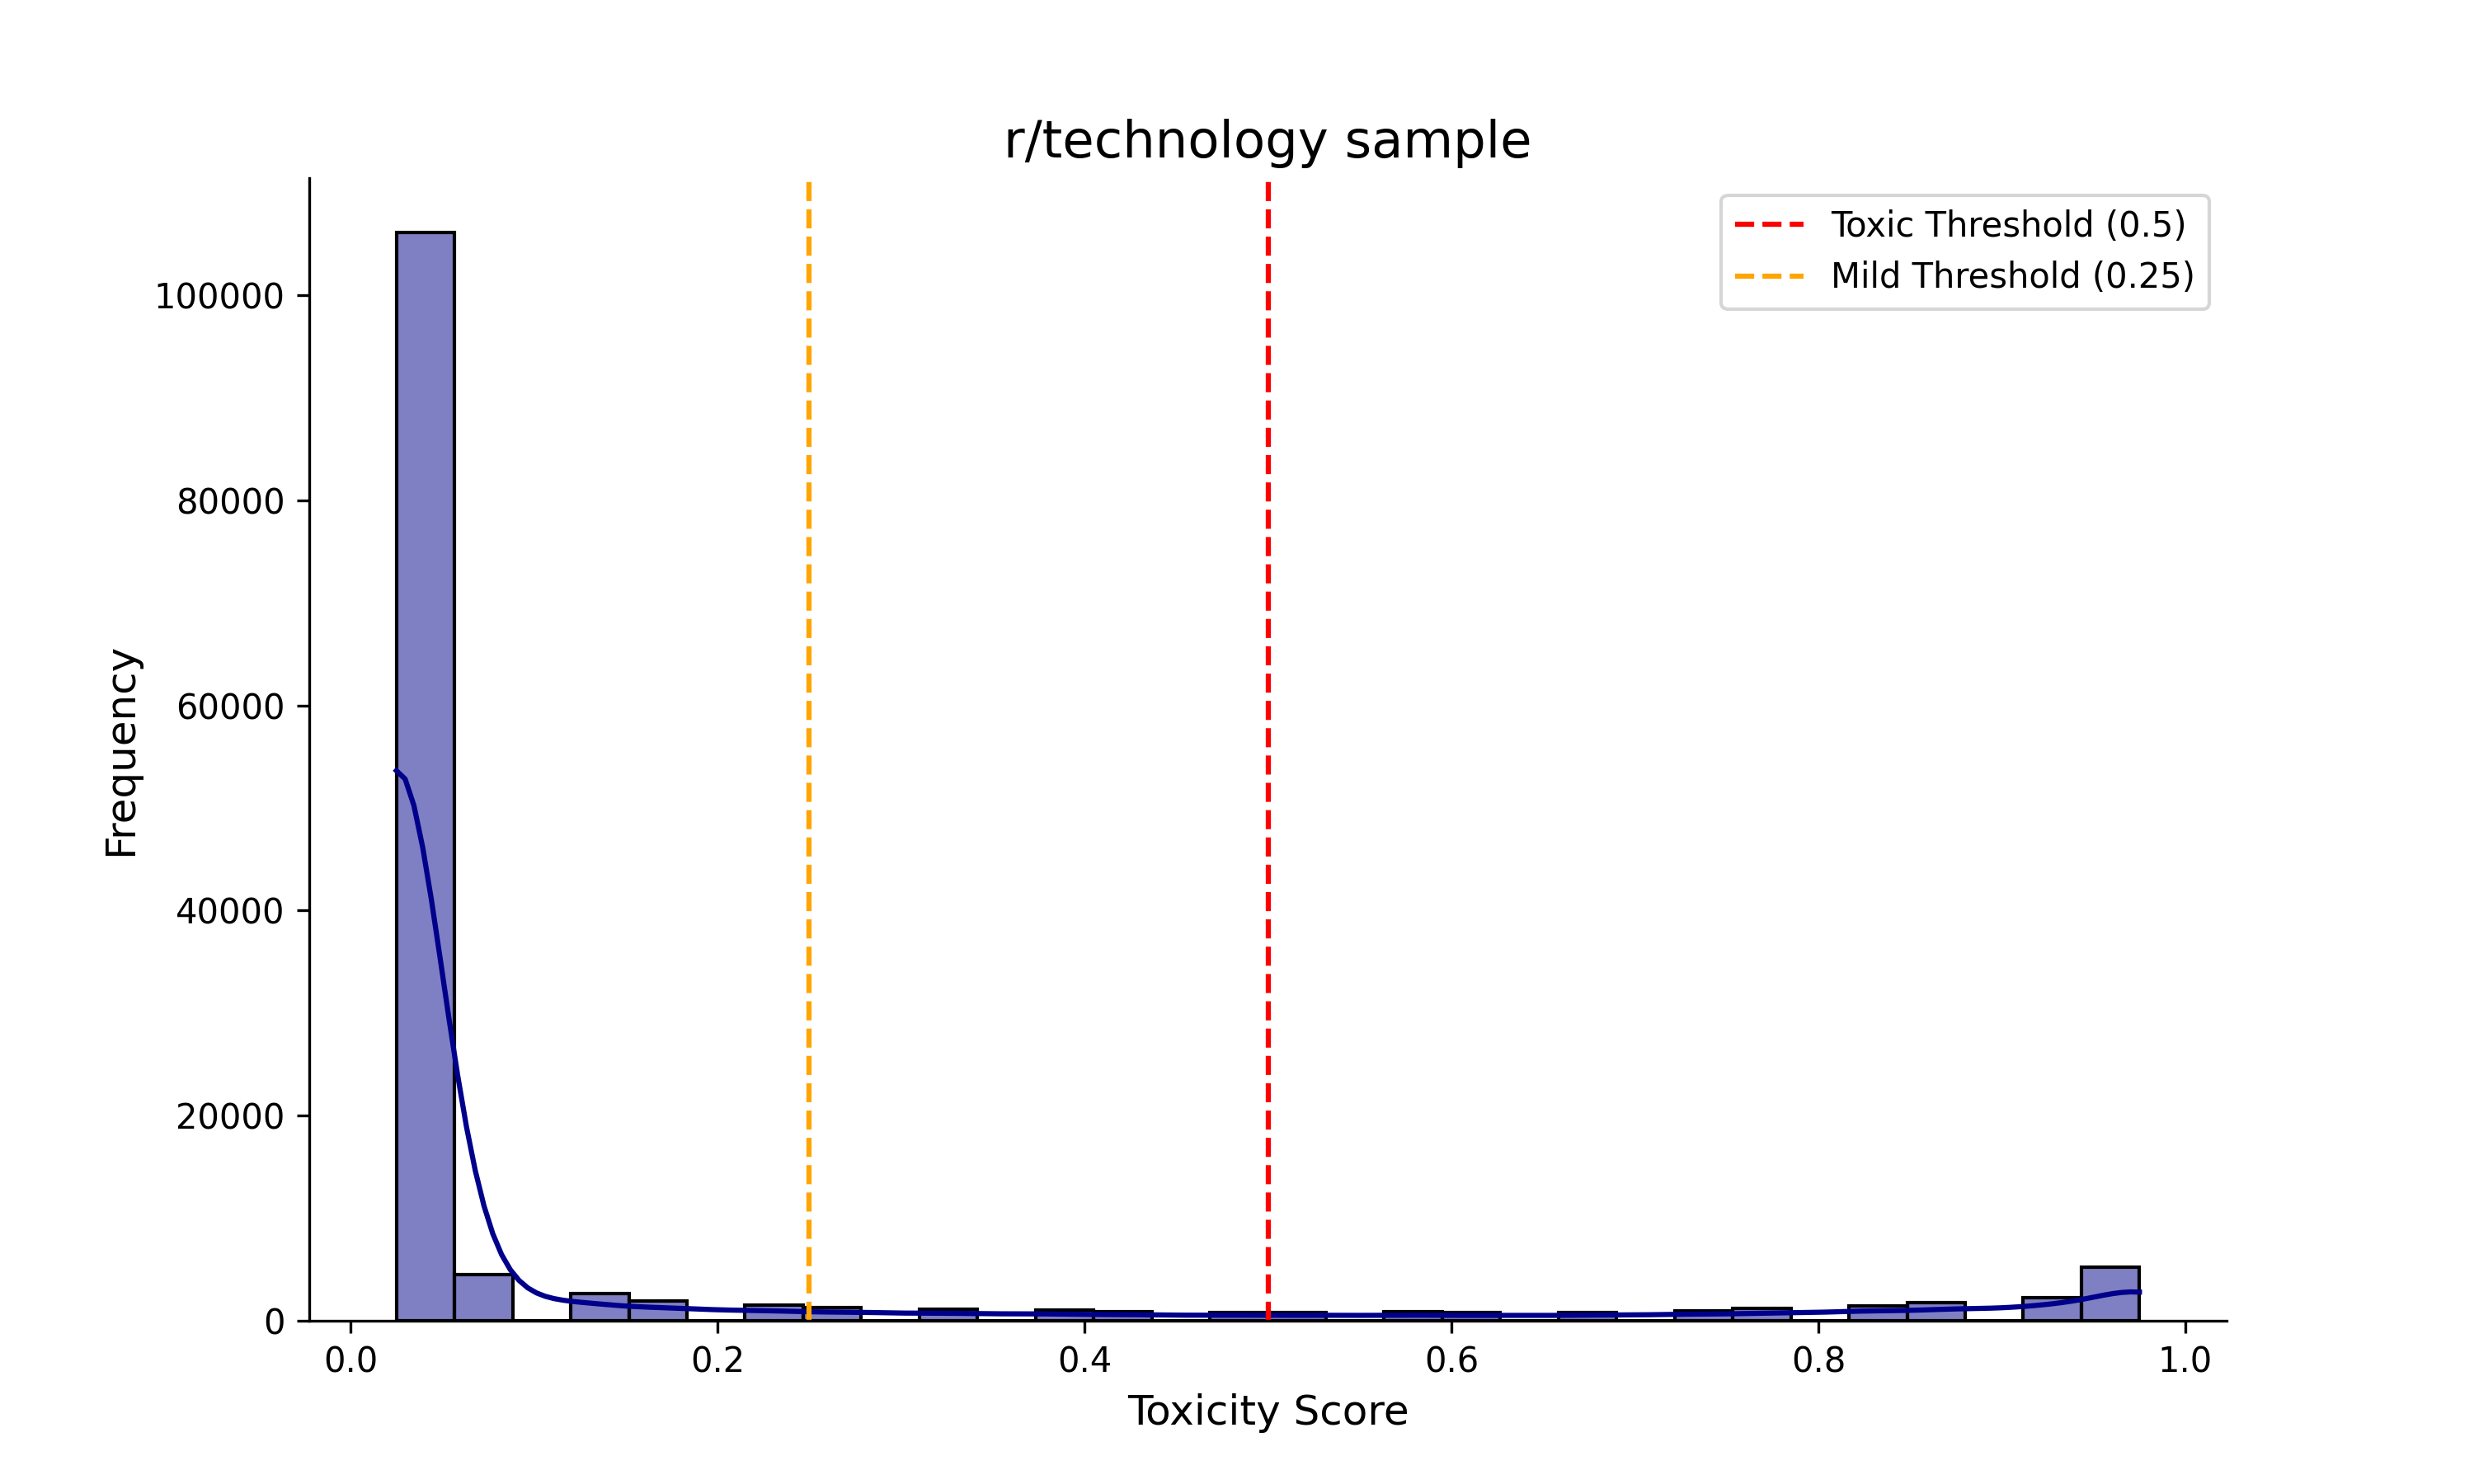 r/technology sample
Toxic Threshold (0.5)
Mild Threshold (0.25)
Frequency
100000
80000
60000
40000
20000
0
0.0 0.2 0.4 0.6 0.8 1.0
Toxicity Score